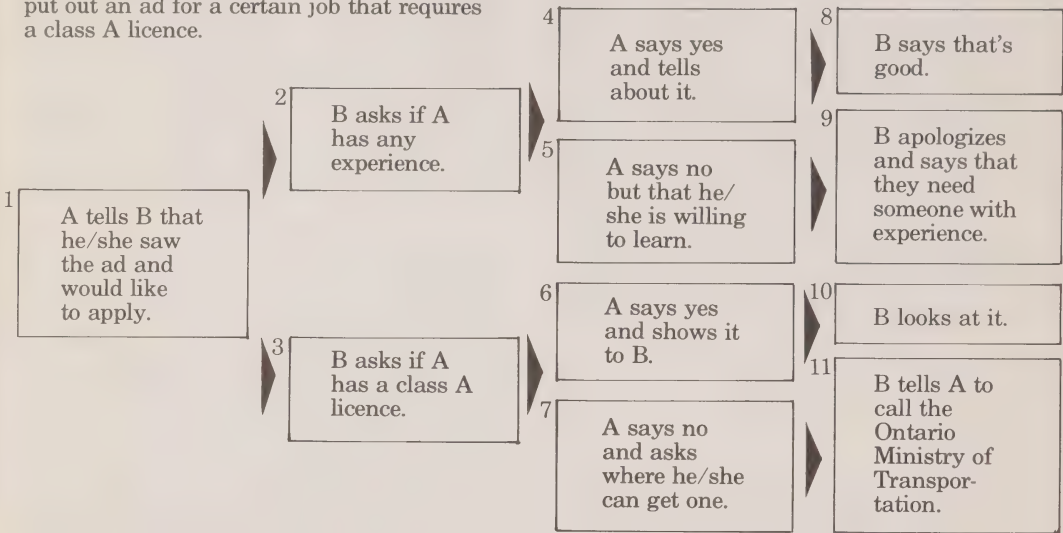 put out an ad for a certain job that requires
a class A licence.
1
A tells B that
he/she saw
the ad and
would like
to apply.
2
B asks if A
has any
experience.
3
B asks if A
has a class A
licence.
4
A says yes
and tells
about it.
5
A says no
but that he/
she is willing
to learn.
6
A says yes
and shows it
to B.
7
A says no
and asks
where he/she
can get one.
8
B says that's
good.
9
B apologizes
and says that
they need
someone with
experience.
10
B looks at it.
11
B tells A to
call the
Ontario
Ministry of
Transpor-
tation.